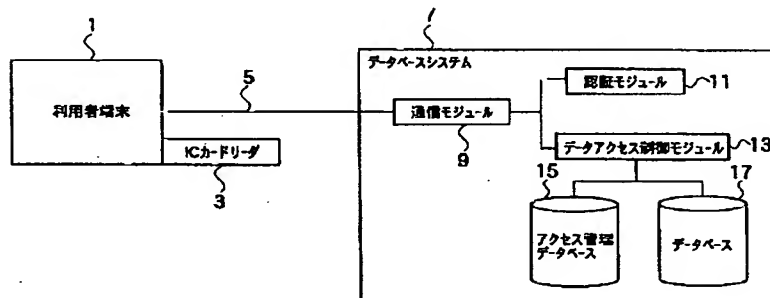 1
7
データベースシステム
利用者端末
5
認証モジュール
11
通信モジュール
9
データアクセス制御モジュール
13
ICカードリーダ
3
15
17
アクセス管理
データベース
データベース